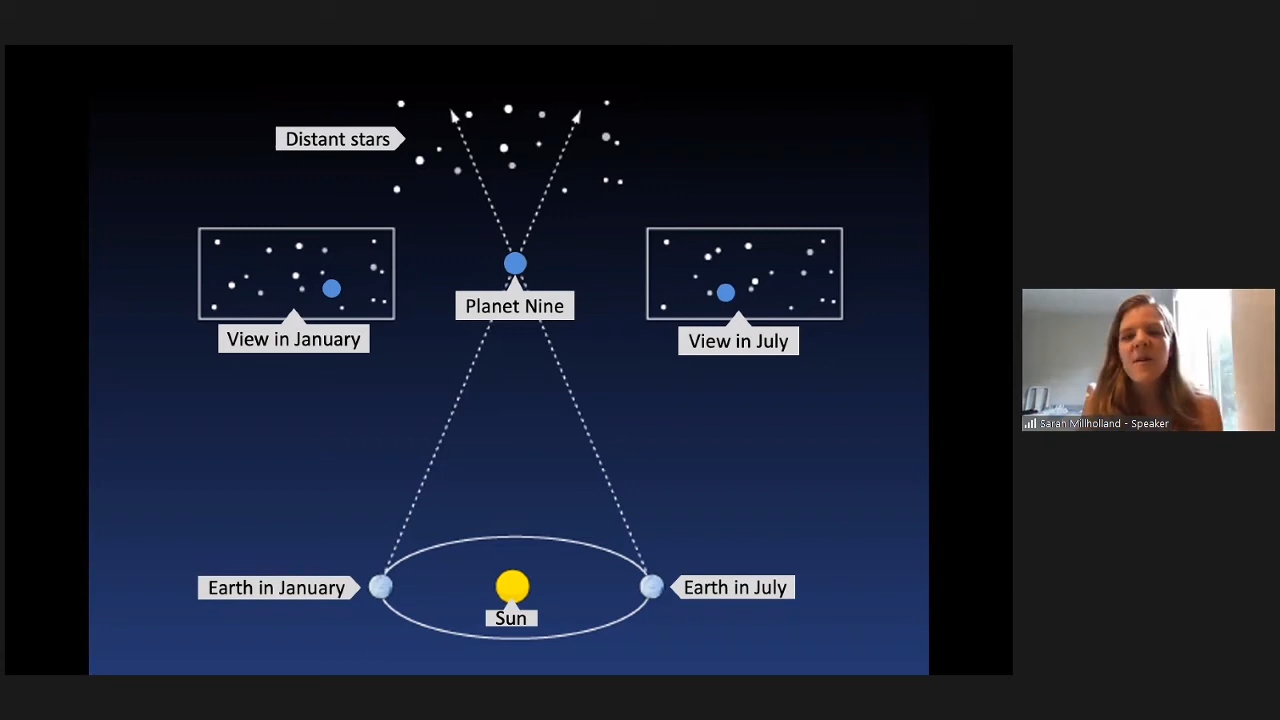 Distant stars
Planet Nine
View in January
View in July
Sarah Millholland - Speaker
Earth in January
Earth in July
Sun